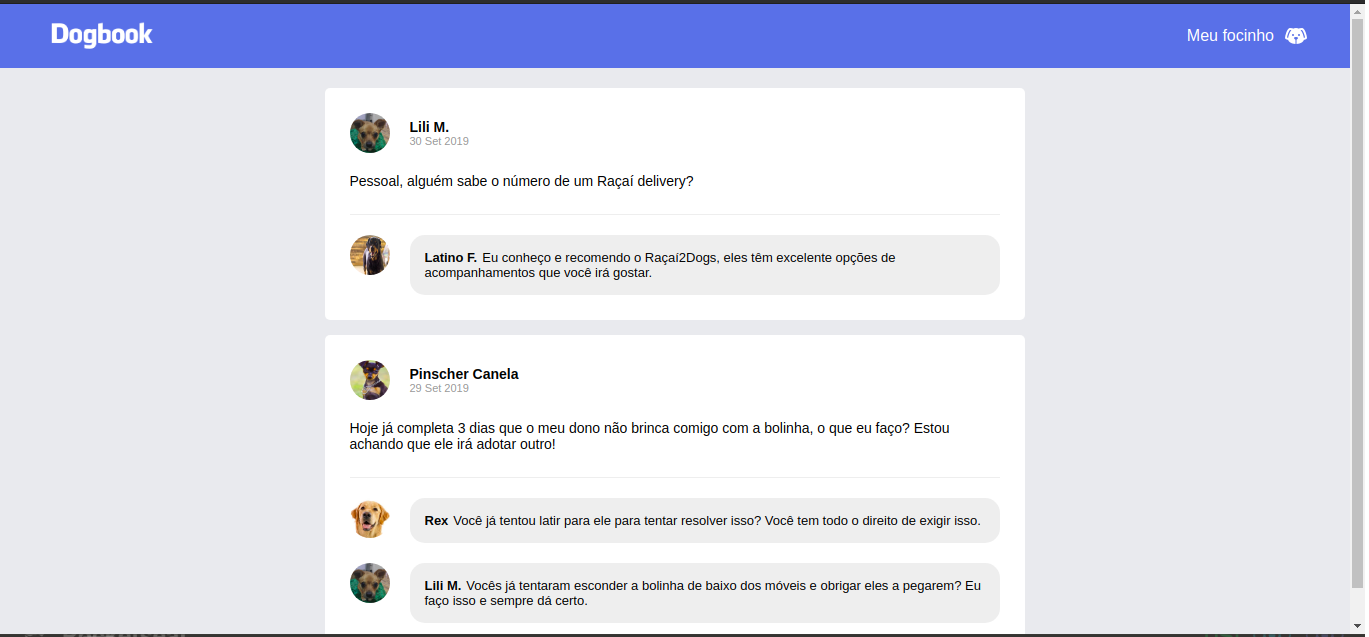 Dogbook
Meu focinho
Lili M.
30 Set 2019
Pessoal, alguém sabe o número de um Raçaí delivery?
Latino F. Eu conheço e recomendo o Raçaí2Dogs, eles têm excelente opções de
acompanhamentos que você irá gostar.
Pinscher Canela
29 Set 2019
Hoje já completa 3 dias que o meu dono não brinca comigo com a bolinha, o que eu faço? Estou
achando que ele irá adotar outro!
Rex Você já tentou latir para ele para tentar resolver isso? Você tem todo o direito de exigir isso.
Lili M. Vocês já tentaram esconder a bolinha de baixo dos móveis e obrigar eles a pegarem? Eu
faço isso e sempre dá certo.